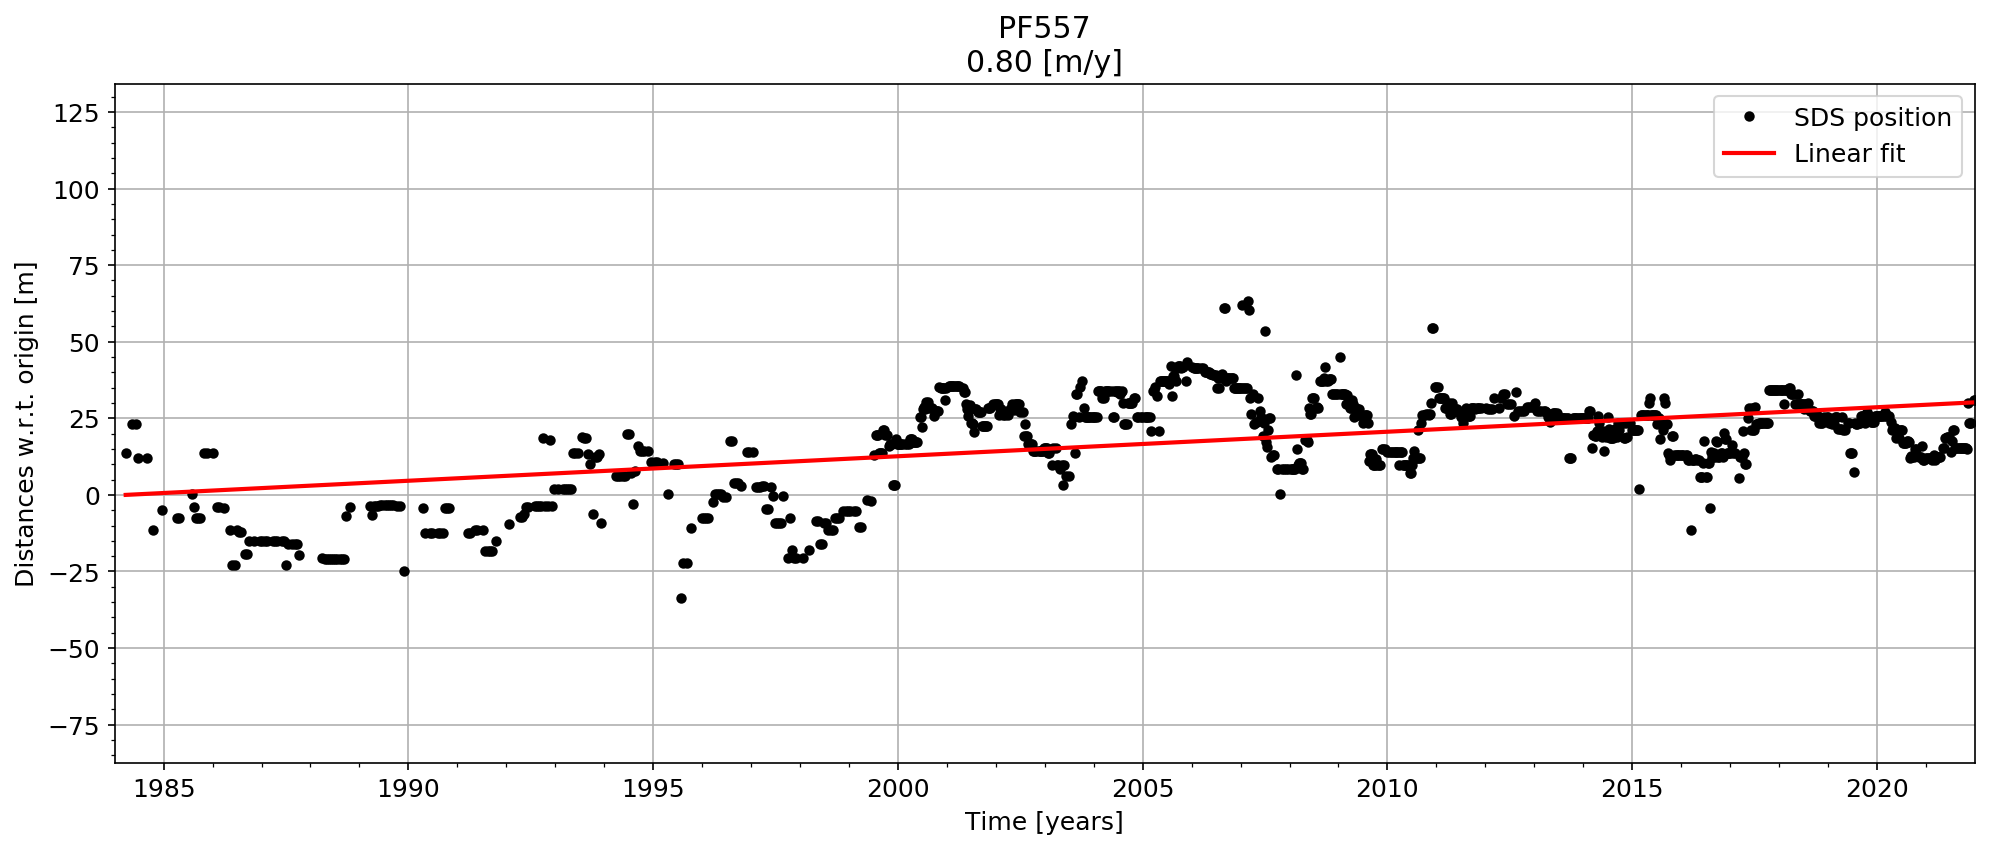 PF557
0.80 [m/y]
SDS position
Linear fit
125
100
75
50
25
0
−25
−50
−75
Distances w.r.t. origin [m]
1985 1990 1995 2000 2005 2010 2015 2020
Time [years]